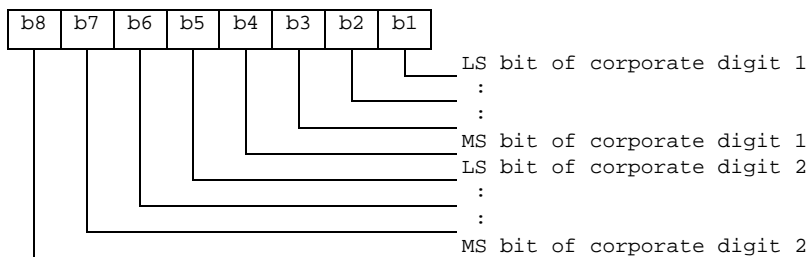 b8 b7 b6 b5 b4 b3 b2 b1
LS bit of corporate digit 1
:
:
MS bit of corporate digit 1
LS bit of corporate digit 2
:
:
MS bit of corporate digit 2